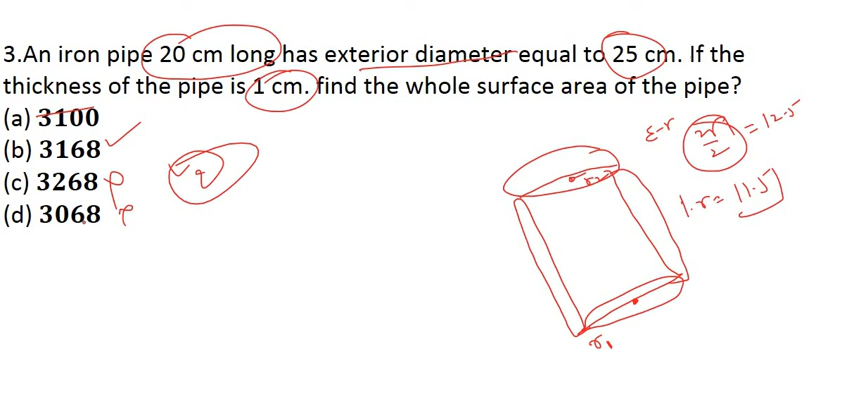 3.An iron pipe 20 cm long has exterior diameter equal to 25 cm. If the
thickness of the pipe is 1 cm. find the whole surface area of the pipe?
(a) 3100
(b) 3168
(c) 3268
(d) 3068
= 12.5
1.r = 11.5
r1